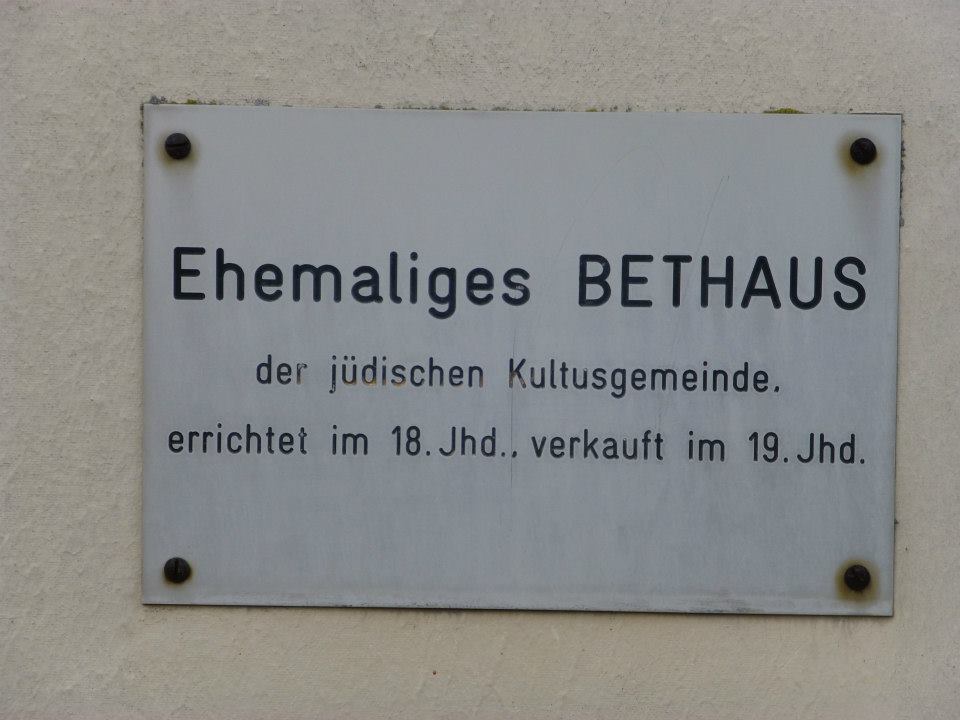 Ehemaliges BETHAUS
der jüdischen Kultusgemeinde,
errichtet im 18. Jhd., verkauft im 19. Jhd.